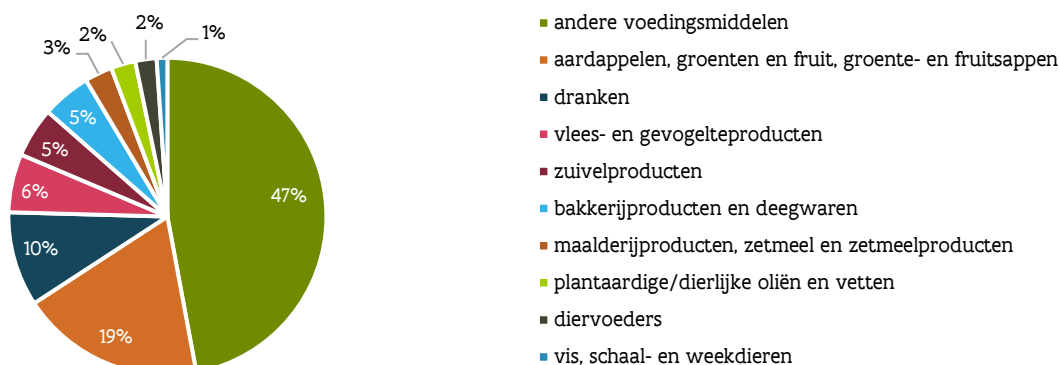 2%
1%
2%
3%
5%
5%
6%
10%
19%
47%
andere voedingsmiddelen
aardappelen, groenten en fruit, groente- en fruitsappen
dranken
vlees- en gevogelteproducten
zuivelproducten
bakkerijproducten en deegwaren
maalderijproducten, zetmeel en zetmeelproducten
plantaardige/dierlijke oliën en vetten
diervoeders
vis, schaal- en weekdieren